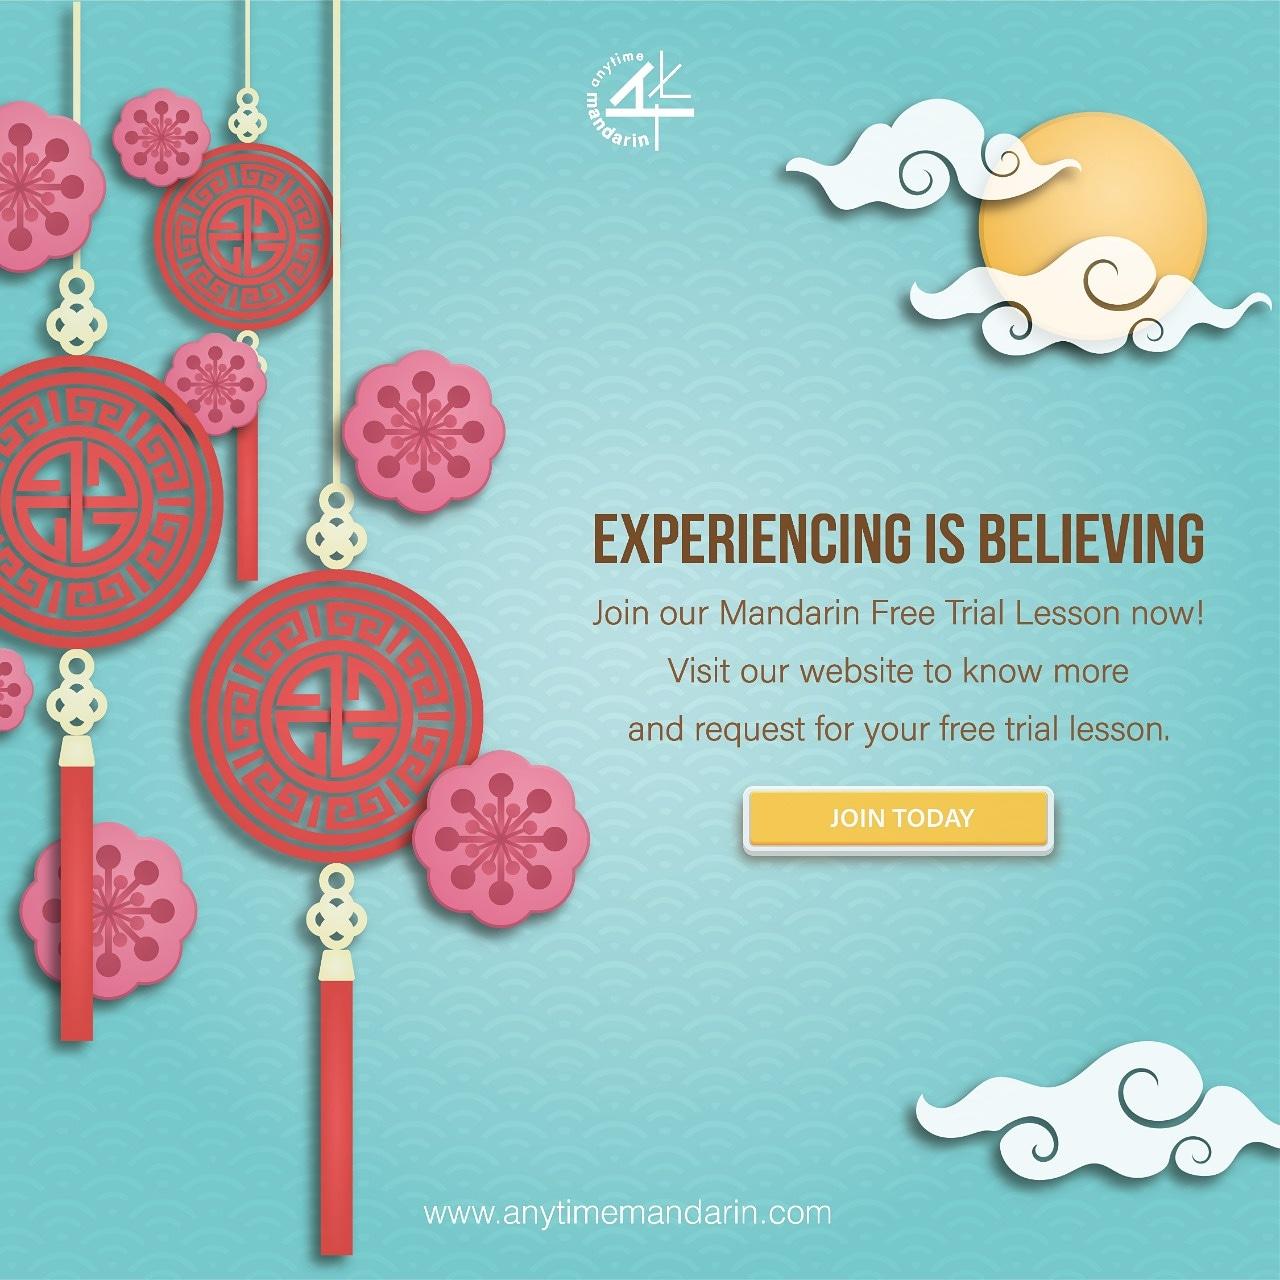 anytime
mandarin
EXPERIENCING IS BELIEVING
Join our Mandarin Free Trial Lesson now!
Visit our website to know more
and request for your free trial lesson.
JOIN TODAY
www.anytimemandarin.com